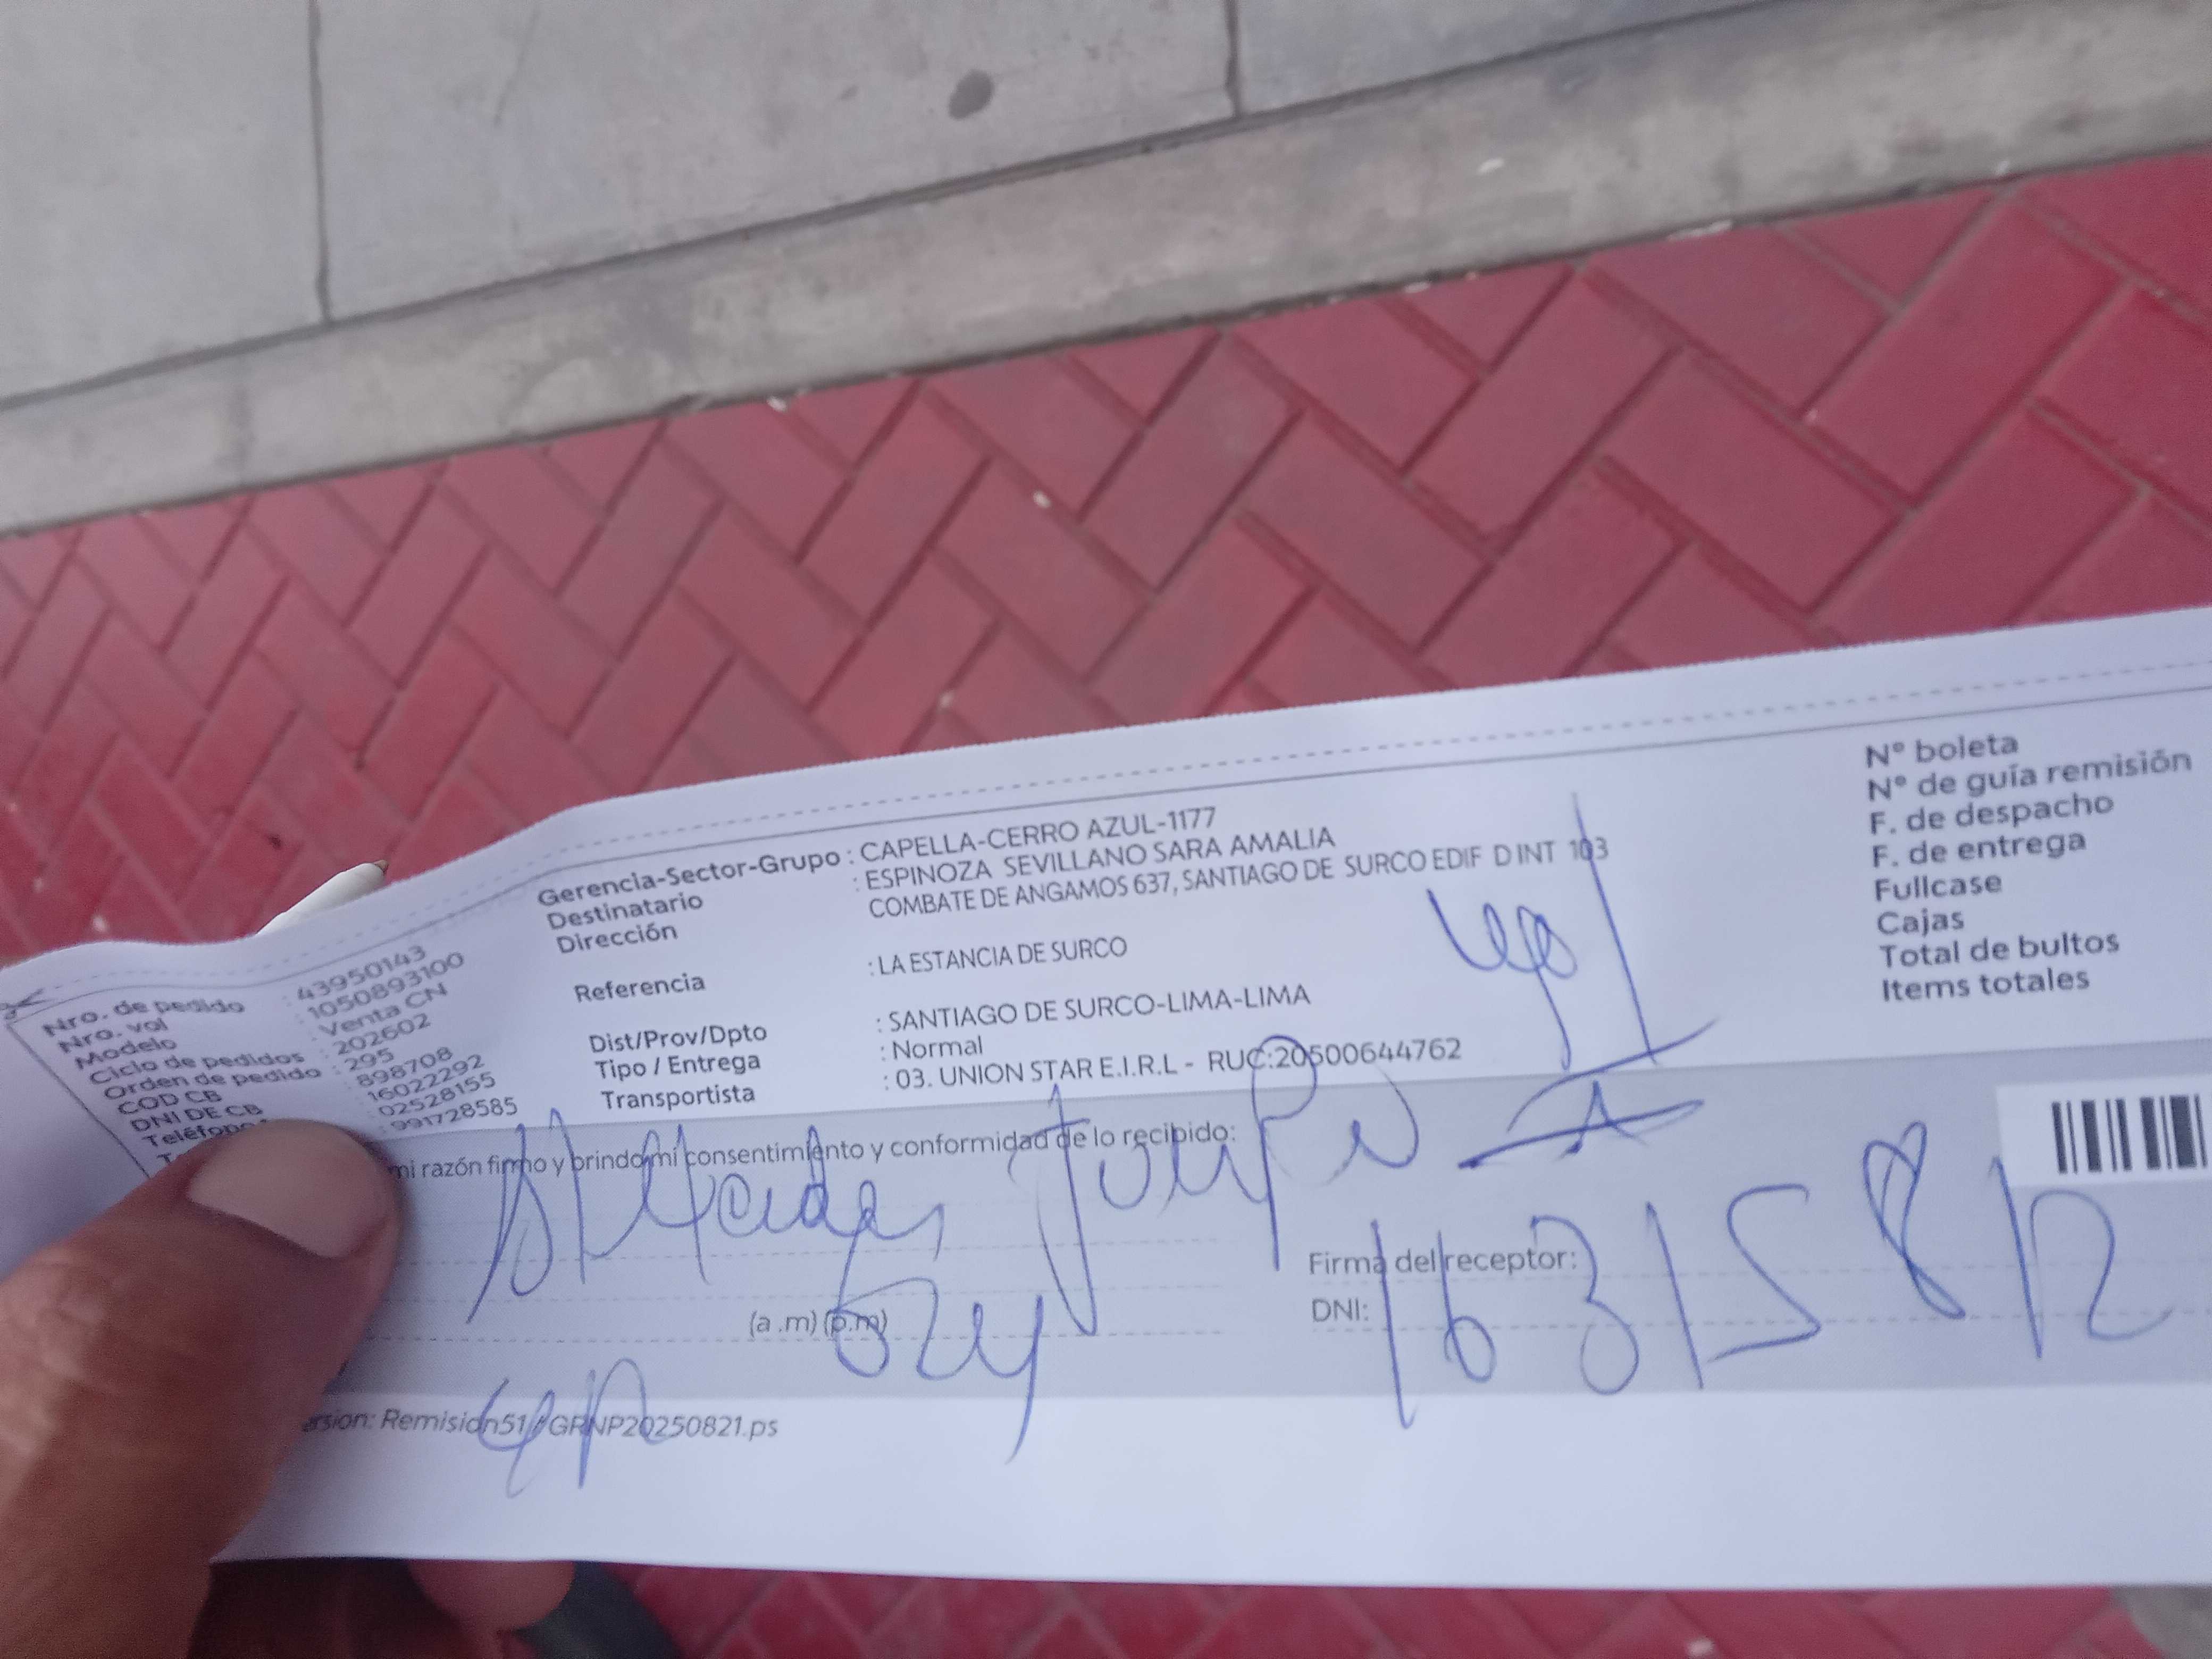 Nro. de pedido : 43950143
Nro. vol : 1050893100
Modelo : Venta CN
Ciclo de pedidos : 202602
Orden de pedido : 295
COD CB : 898708
DNI DE CB : 16022292
Teléfono : 02528155
: 991728585
Gerencia-Sector-Grupo : CAPELLA-CERRO AZUL-1177
Destinatario : ESPINOZA SEVILLANO SARA AMALIA
Dirección COMBATE DE ANGAMOS 637, SANTIAGO DE SURCO EDIF D INT 103
Referencia : LA ESTANCIA DE SURCO
Dist/Prov/Dpto : SANTIAGO DE SURCO-LIMA-LIMA
Tipo / Entrega : Normal
Transportista : 03. UNION STAR E.I.R.L - RUC:20500644762
N° boleta
N° de guía remisión
F. de despacho
F. de entrega
Fullcase
Cajas
Total de bultos
Items totales
mi razón firmo y brindo mi consentimiento y conformidad de lo recibido:
Firma del receptor:
DNI: 16315812
(a .m) (p.m)
ersion: Remision51 GRNP20250821.ps